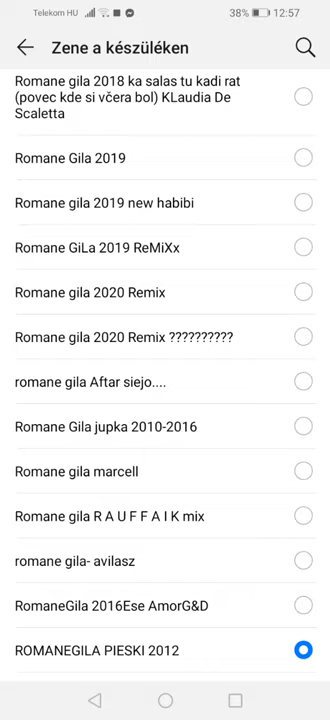 Telekom HU 38% 12:57
Zene a készüléken
Romane gila 2018 ka salas tu kadi rat
(povec kde si včera bol) KLaudia De
Scaletta
Romane Gila 2019
Romane gila 2019 new habibi
Romane GiLa 2019 ReMiXx
Romane gila 2020 Remix
Romane gila 2020 Remix ??????????
romane gila Aftar siejo....
Romane Gila jupka 2010-2016
Romane gila marcell
Romane gila R A U F F A I K mix
romane gila- avilasz
RomaneGila 2016Ese AmorG&D
ROMANEGILA PIESKI 2012